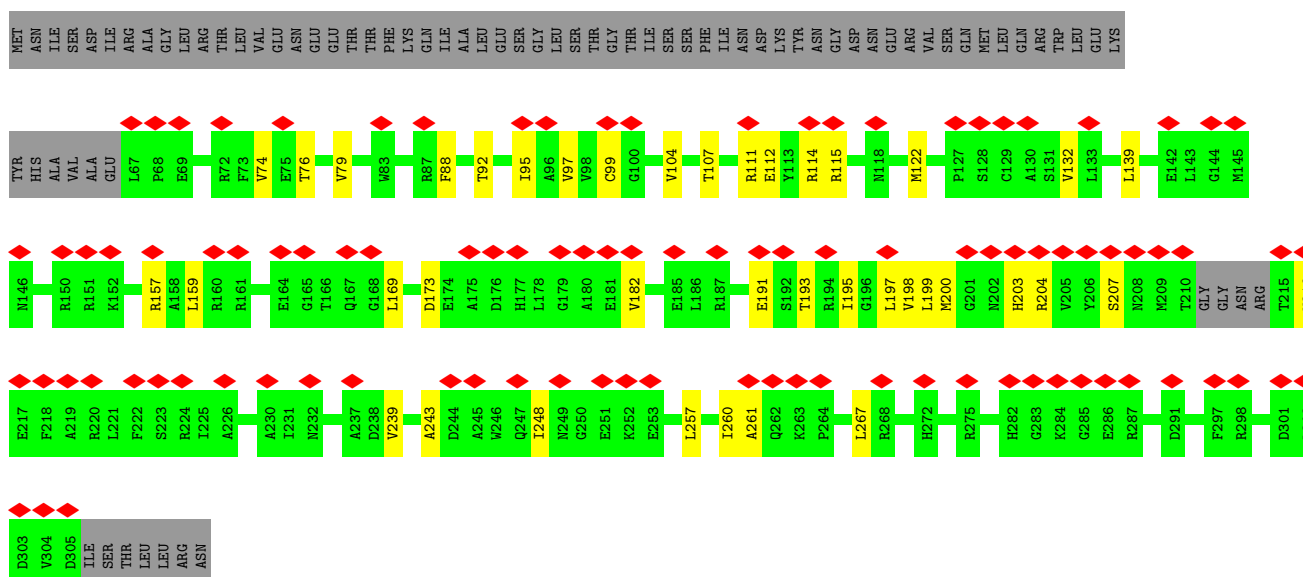 MET ASN ILE SER ASP ILE ARG ALA GLY LEU ARG THR LEU VAL GLU ASN GLU GLU THR THR PHE LYS GLN ILE ALA LEU GLU SER GLY LEU SER THR GLY THR ILE SER SER PHE ILE ASN ASP LYS TYR ASN GLY ASP ASN GLU ARG VAL SER GLN MET LEU GLN ARG TRP LEU GLU LYS
TYR HIS ALA VAL ALA GLU L67 P68 E69 R72 F73 V74 E75 T76 V79 W83 R87 F88 T92 I95 A96 V97 V98 C99 G100 V104 T107 R111 E112 Y113 R114 R115 N118 M122 P127 S128 C129 A130 S131 V132 L133 L139 E142 L143 G144 M145
N146 R150 R151 K152 R157 A158 L159 R160 R161 E164 G165 T166 Q167 G168 L169 D173 E174 A175 D176 H177 L178 G179 A180 E181 V182 E185 L186 R187 E191 S192 T193 R194 I195 G196 L197 V198 L199 M200 G201 N202 H203 R204 V205 Y206 S207 N208 M209 T210 GLY GLY ASN ARG T215
E217 F218 A219 R220 L221 F222 S223 R224 I225 A226 A230 I231 N232 A237 D238 V239 A243 D244 A245 W246 Q247 I248 N249 G250 E251 K252 E253 L257 I260 A261 Q262 K263 P264 L267 R268 H272 R275 H282 G283 K284 G285 E286 R287 D291 F297 R298 D301
D303 V304 D305 ILE SER THR LEU LEU ARG ASN